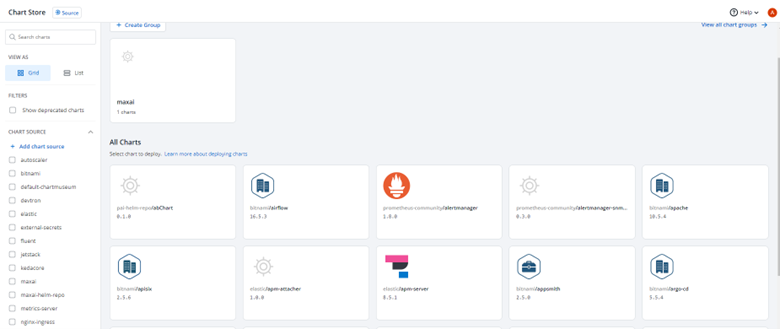 Chart Store
Source
Help
A
Search charts
VIEW AS
Grid
List
FILTERS
Show deprecated charts
CHART SOURCE
Add chart source
autoscaler
bitnami
default-chartmuseum
devtron
elastic
external-secrets
fluent
jetstack
kedacore
maxai
maxai-helm-repo
metrics-server
nginx-ingress
Create Group
View all chart groups
maxai
1 charts
All Charts
Select chart to deploy. Learn more about deploying charts
0.1.0
bitnami/airflow
16.5.3
prometheus-community/alertmanager
1.0.0
prometheus-community/alertmanager-snm...
0.3.0
bitnami/apache
10.5.4
bitnami/apisix
2.5.6
elastic/apm-attacher
1.0.0
elastic/apm-server
8.5.1
bitnami/appsmith
2.5.0
bitnami/argo-cd
5.5.4